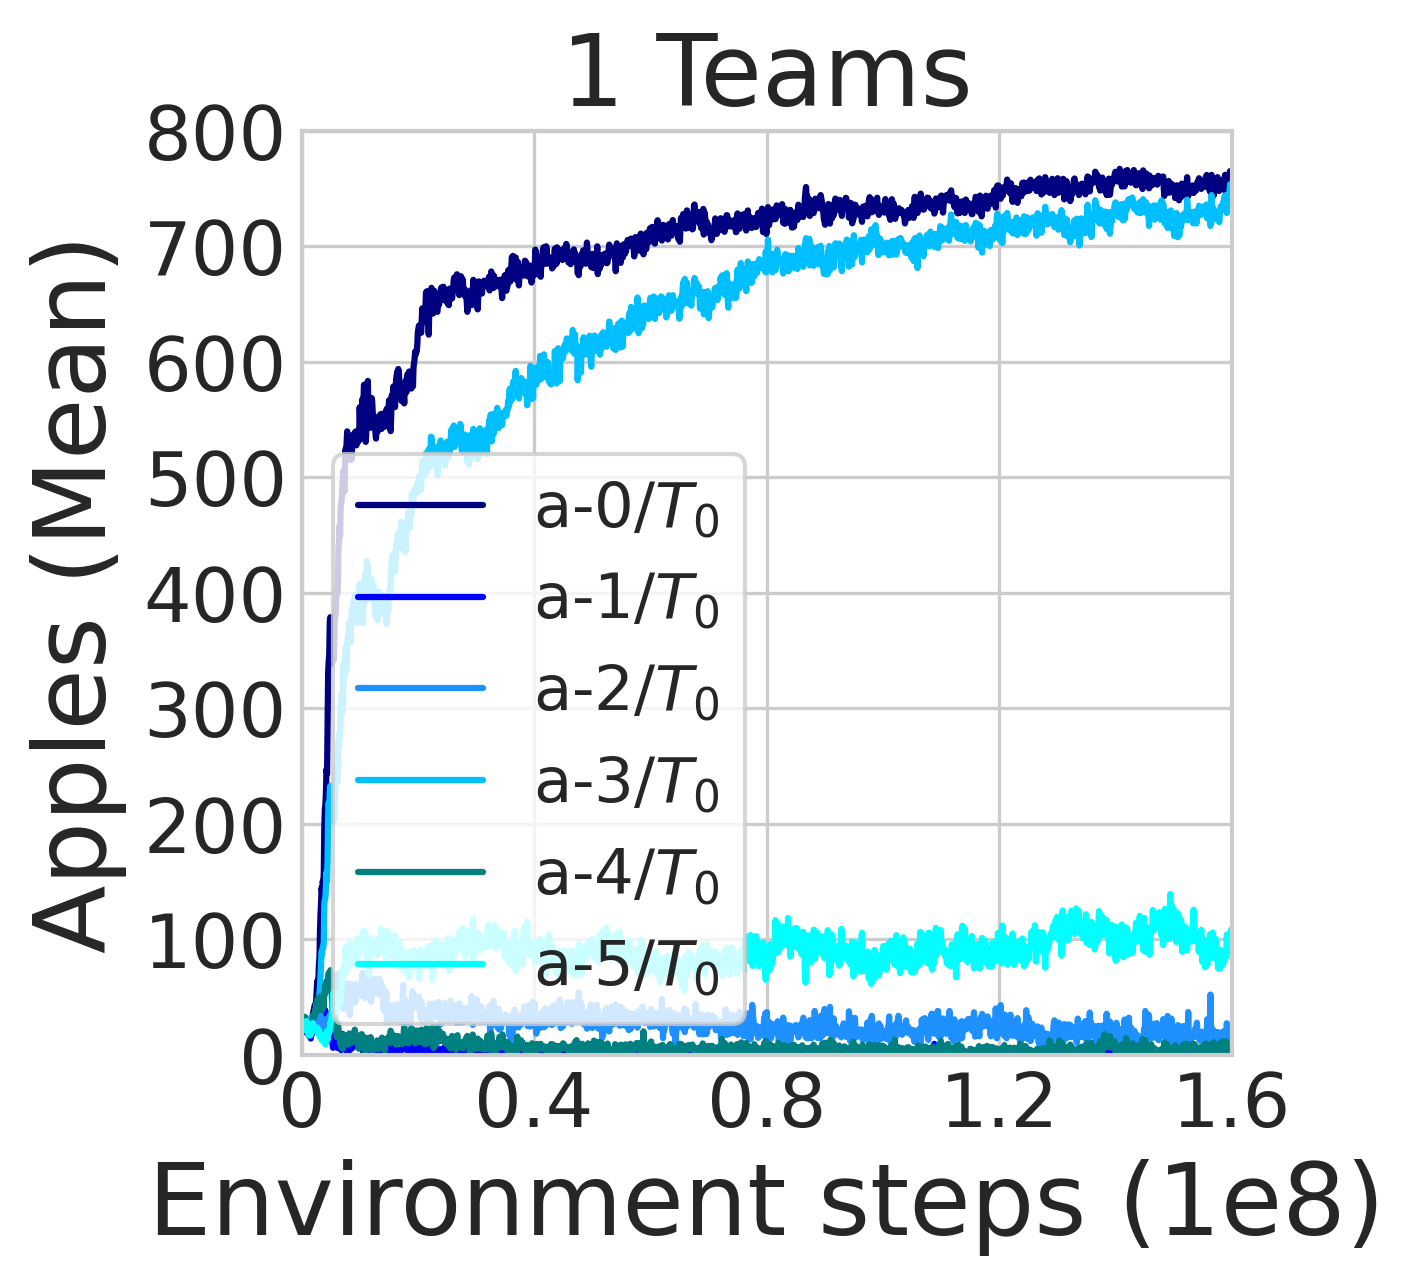 1 Teams
Apples (Mean)
800
700
600
500
400
300
200
100
0
a-0/T₀
a-1/T₀
a-2/T₀
a-3/T₀
a-4/T₀
a-5/T₀
0 0.4 0.8 1.2 1.6
Environment steps (1e8)